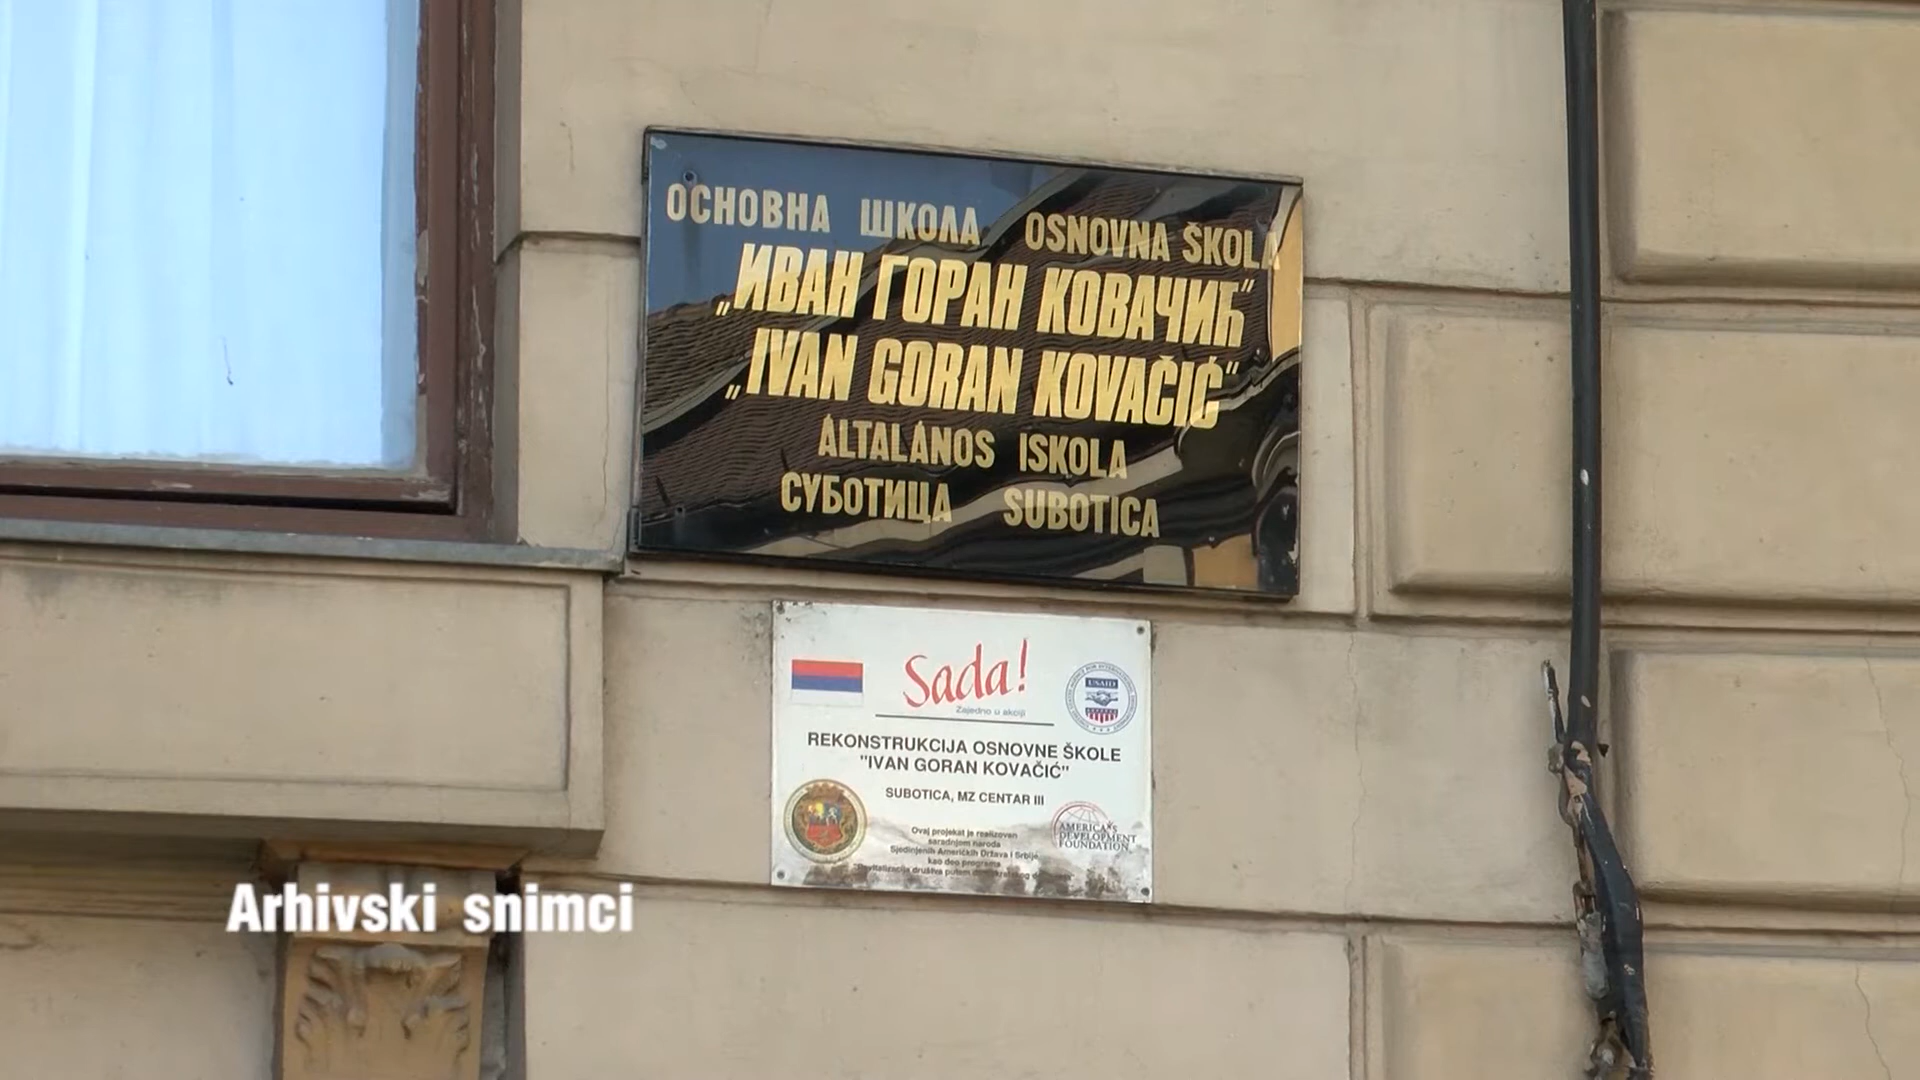 ОСНОВНА ШКОЛА OSNOVNA ŠKOLA
„ИВАН ГОРАН КОВАЧИЋ“
„IVAN GORAN KOVAČIĆ“
ÁLTALÁNOS ISKOLA
СУБОТИЦА SUBOTICA
Sada!
Zajedno u akciji
USAID
REKONSTRUKCIJA OSNOVNE ŠKOLE
"IVAN GORAN KOVAČIĆ"
SUBOTICA, MZ CENTAR III
AMERICA'S
DEVELOPMENT
FOUNDATION
Ovaj projekat je realizovan
saradnjom naroda
Sjedinjenih Američkih Država i Srbije
kao deo programa
društva putem
Arhivski snimci